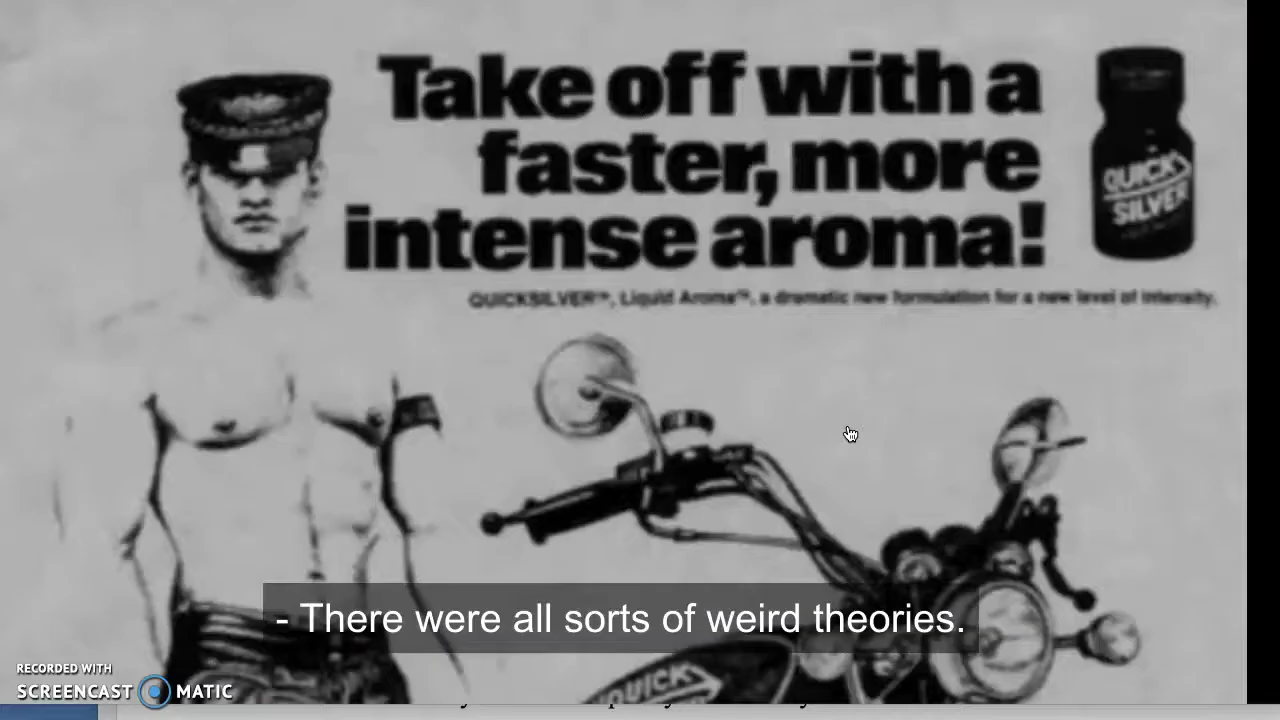 Take off with a
faster, more
intense aroma!
QUICK
SILVER
QUICKSILVER™, Liquid Aroma™, a dramatic new formulation for a new level of intensity.
- There were all sorts of weird theories.
QUICK
RECORDED WITH
SCREENCAST MATIC